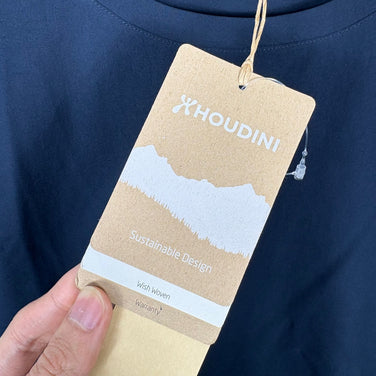 HOUDINI
Sustainable Design
Wish Woven
Warranty*